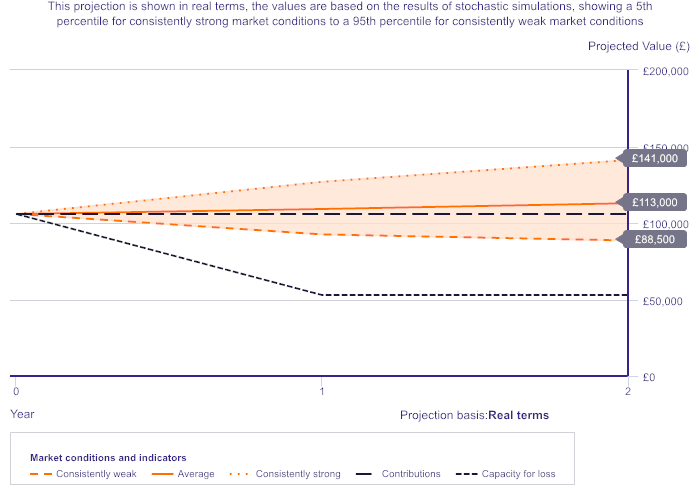 This projection is shown in real terms, the values are based on the results of stochastic simulations, showing a 5th
percentile for consistently strong market conditions to a 95th percentile for consistently weak market conditions
Projected Value (£)
£200,000
£150,000
£141,000
£113,000
£100,000
£88,500
£50,000
£0
0 1 2
Year
Projection basis:Real terms
Market conditions and indicators
Consistently weak Average Consistently strong Contributions Capacity for loss